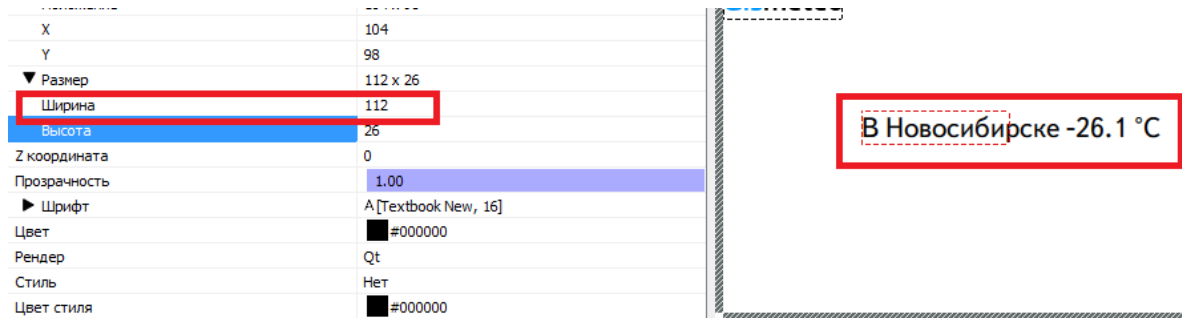 X 104
Y 98
▼ Размер 112 x 26
Ширина 112
Высота 26
Z координата 0
Прозрачность 1.00
▶ Шрифт A [Textbook New, 16]
Цвет #000000
Рендер Qt
Стиль Нет
Цвет стиля #000000
В Новосибирске -26.1 °C